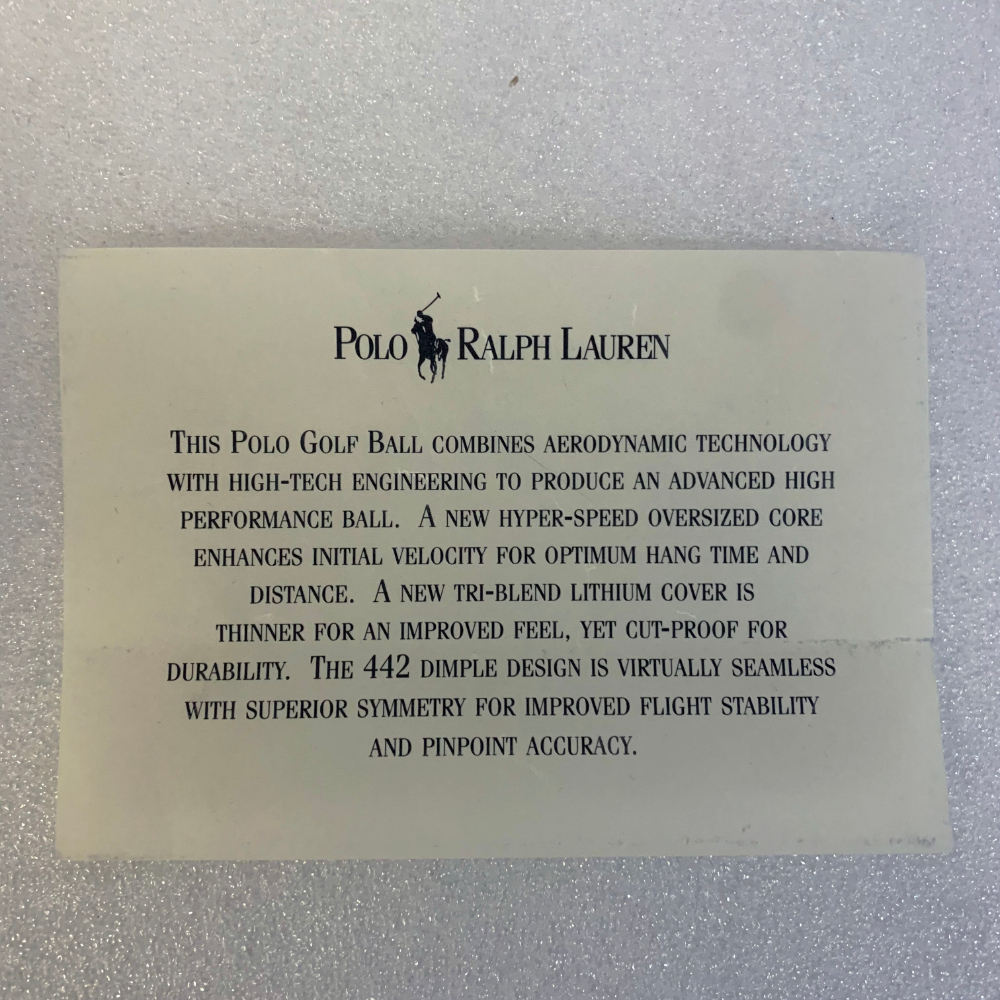 POLO RALPH LAUREN
THIS POLO GOLF BALL COMBINES AERODYNAMIC TECHNOLOGY
WITH HIGH-TECH ENGINEERING TO PRODUCE AN ADVANCED HIGH
PERFORMANCE BALL. A NEW HYPER-SPEED OVERSIZED CORE
ENHANCES INITIAL VELOCITY FOR OPTIMUM HANG TIME AND
DISTANCE. A NEW TRI-BLEND LITHIUM COVER IS
THINNER FOR AN IMPROVED FEEL, YET CUT-PROOF FOR
DURABILITY. THE 442 DIMPLE DESIGN IS VIRTUALLY SEAMLESS
WITH SUPERIOR SYMMETRY FOR IMPROVED FLIGHT STABILITY
AND PINPOINT ACCURACY.